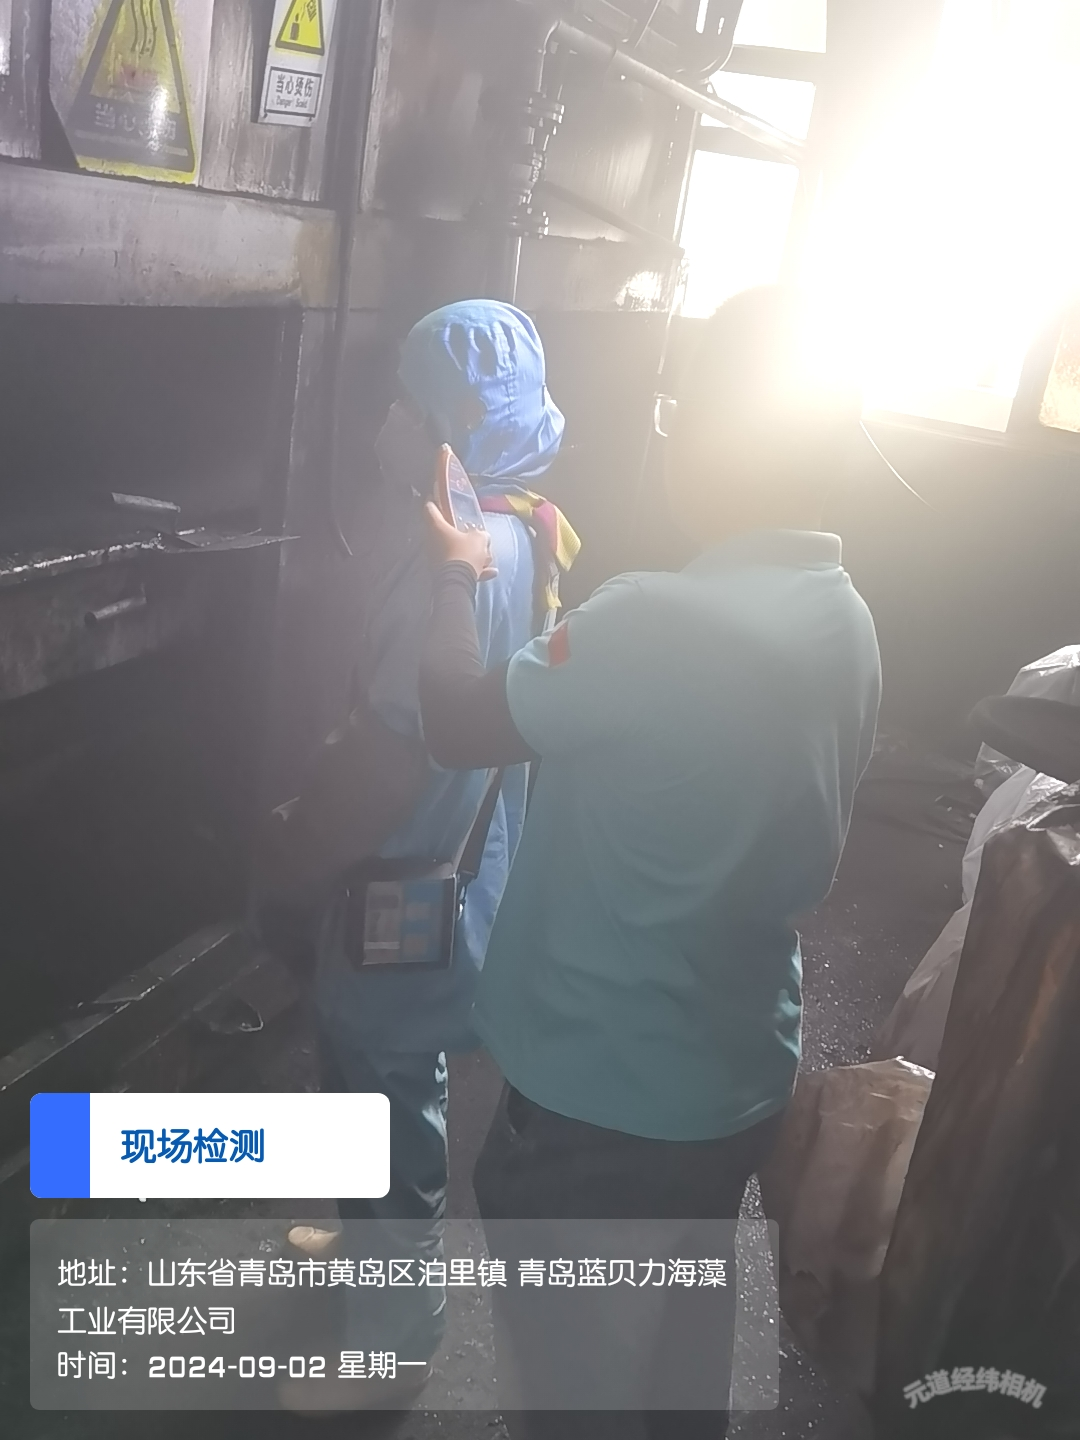 当心烫伤
Danger! Scald
现场检测
地址：山东省青岛市黄岛区泊里镇 青岛蓝贝力海藻
工业有限公司
时间：2024-09-02 星期一
元道经纬相机